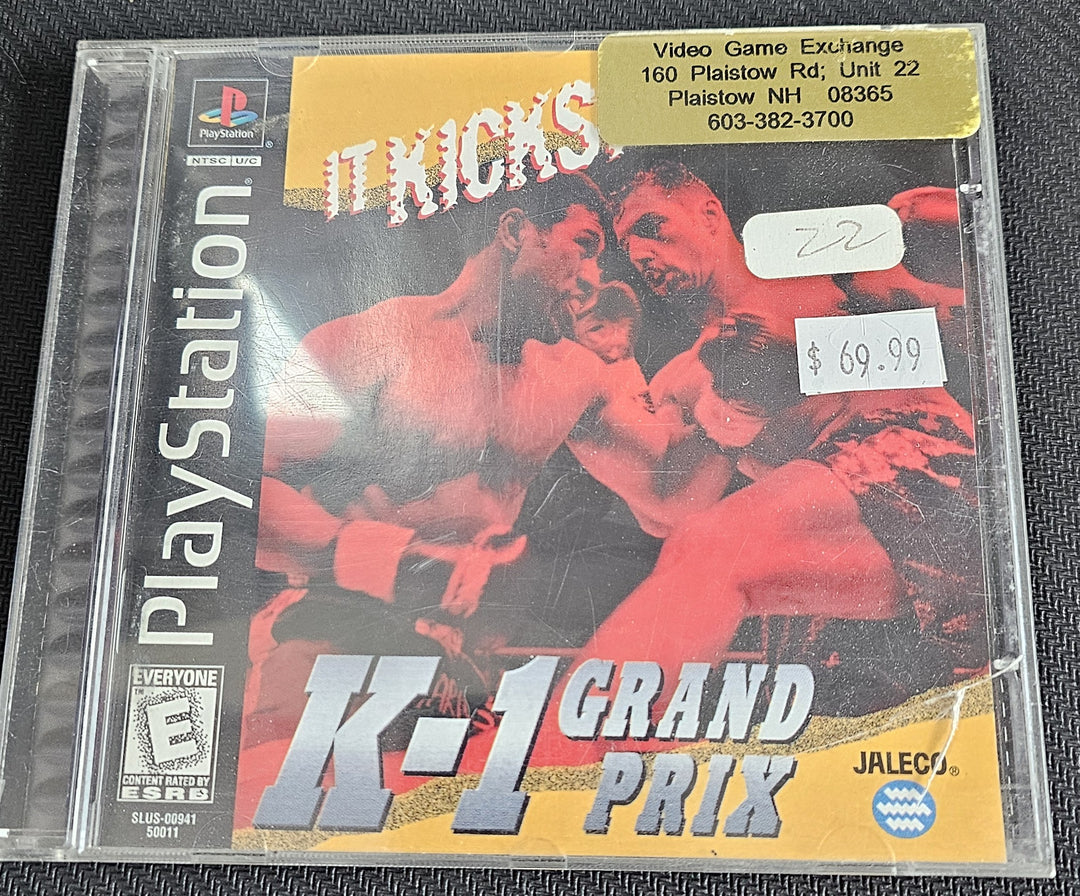 Video Game Exchange
160 Plaistow Rd; Unit 22
Plaistow NH 08365
603-382-3700
PlayStation®
NTSC U/C
PlayStation®
IT KICKS
22
$ 69.99
K-1 GRAND
PRIX
EVERYONE
™
E
CONTENT RATED BY
ESRB
SLUS-00941
50011
JALECO®